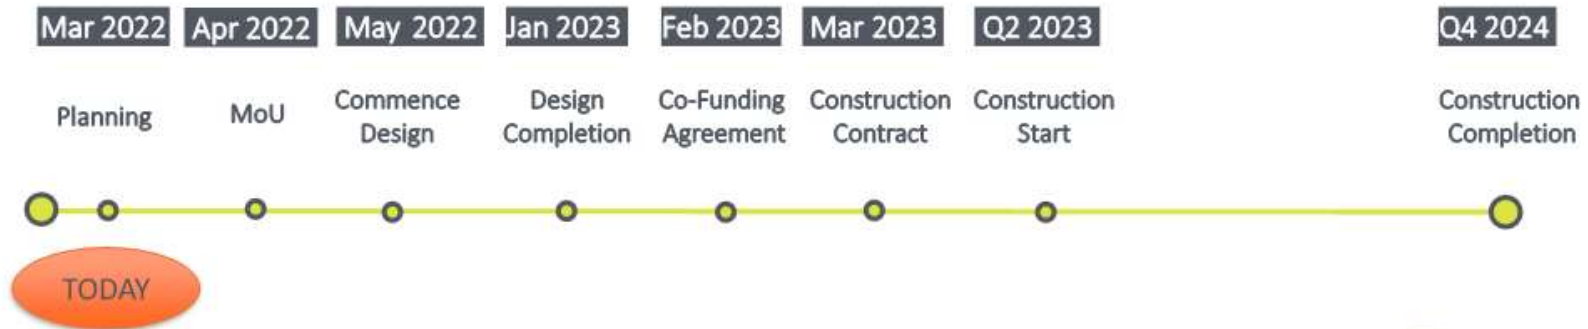 Mar 2022 Apr 2022 May 2022 Jan 2023 Feb 2023 Mar 2023 Q2 2023 Q4 2024
Planning MoU Commence Design Co-Funding Construction Construction Construction
Design Completion Agreement Contract Start Completion
TODAY